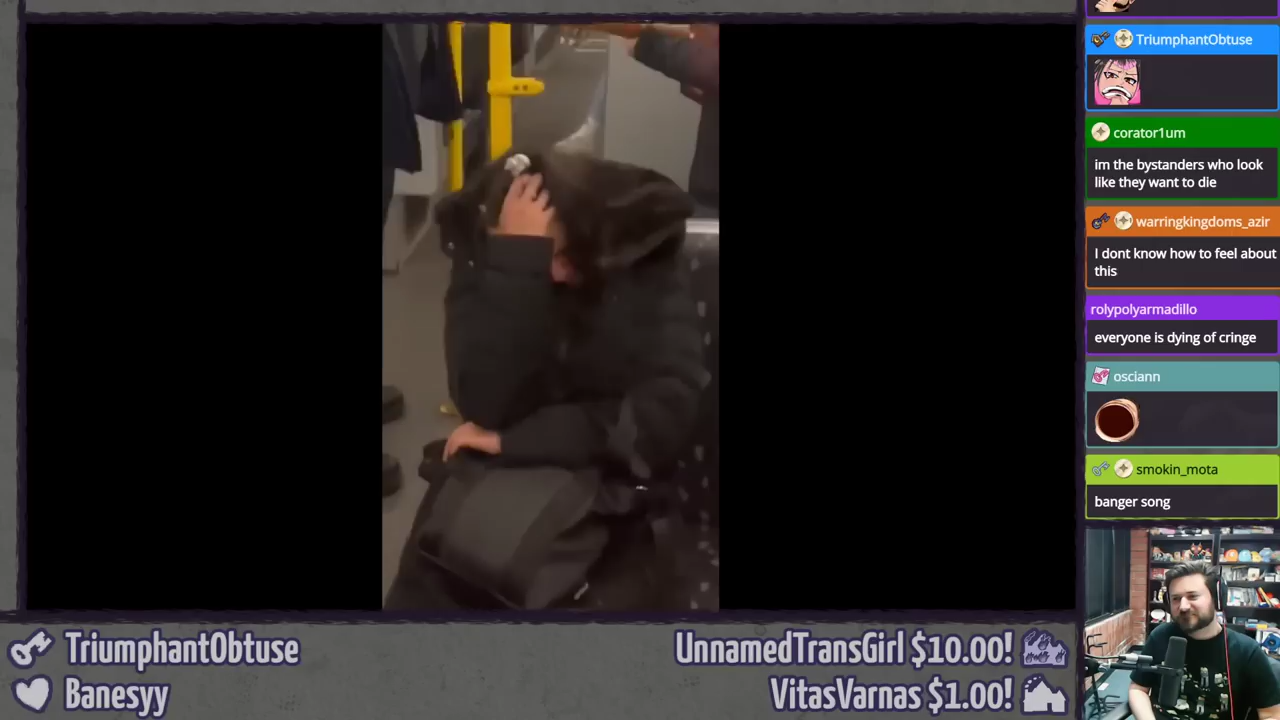 TriumphantObtuse
corator1um
im the bystanders who look
like they want to die
warringkingdoms_azir
I dont know how to feel about
this
rolypolyarmadillo
everyone is dying of cringe
osciann
smokin_mota
banger song
TriumphantObtuse
UnnamedTransGirl $10.00!
Banesyy
VitasVarnas $1.00!